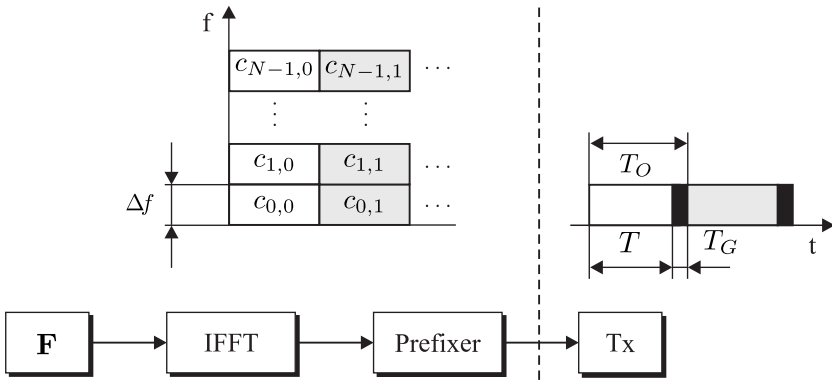 f
c_{N-1,0} c_{N-1,1} ...
⋮ ⋮
c_{1,0} c_{1,1} ...
Δf c_{0,0} c_{0,1} ...
T_O
T T_G t
F IFFT Prefixer Tx